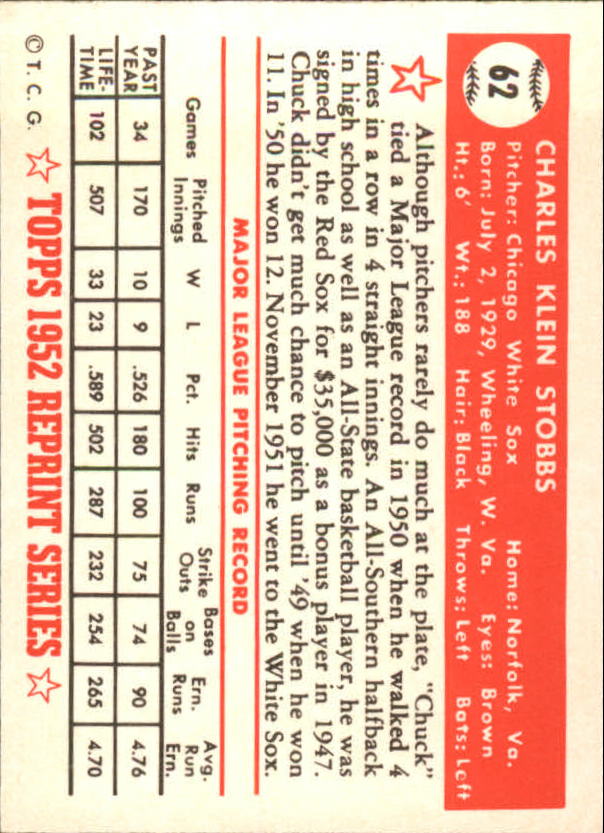 62
CHARLES KLEIN STOBBS
Pitcher: Chicago White Sox Home: Norfolk, Va.
Born: July 2, 1929, Wheeling, W. Va. Eyes: Brown
Ht.: 6' Wt.: 188 Hair: Black Throws: Left Bats: Left
Although pitchers rarely do much at the plate, "Chuck"
tied a Major League record in 1950 when he walked 4
times in a row in 4 straight innings. An All-Southern halfback
in high school as well as an All-State basketball player, he was
signed by the Red Sox for $35,000 as a bonus player in 1947.
Chuck didn't get much chance to pitch until '49 when he won
11. In '50 he won 12. November 1951 he went to the White Sox.
MAJOR LEAGUE PITCHING RECORD
Games Pitched Innings W L Pct. Hits Runs Strike Outs Bases on Balls Ern. Runs Avg. Run Ern.
PAST YEAR 34 170 10 9 .526 180 100 75 74 90 4.76
LIFE-TIME 102 507 33 23 .589 502 287 232 254 265 4.70
© T. C. G. TOPPS 1952 REPRINT SERIES